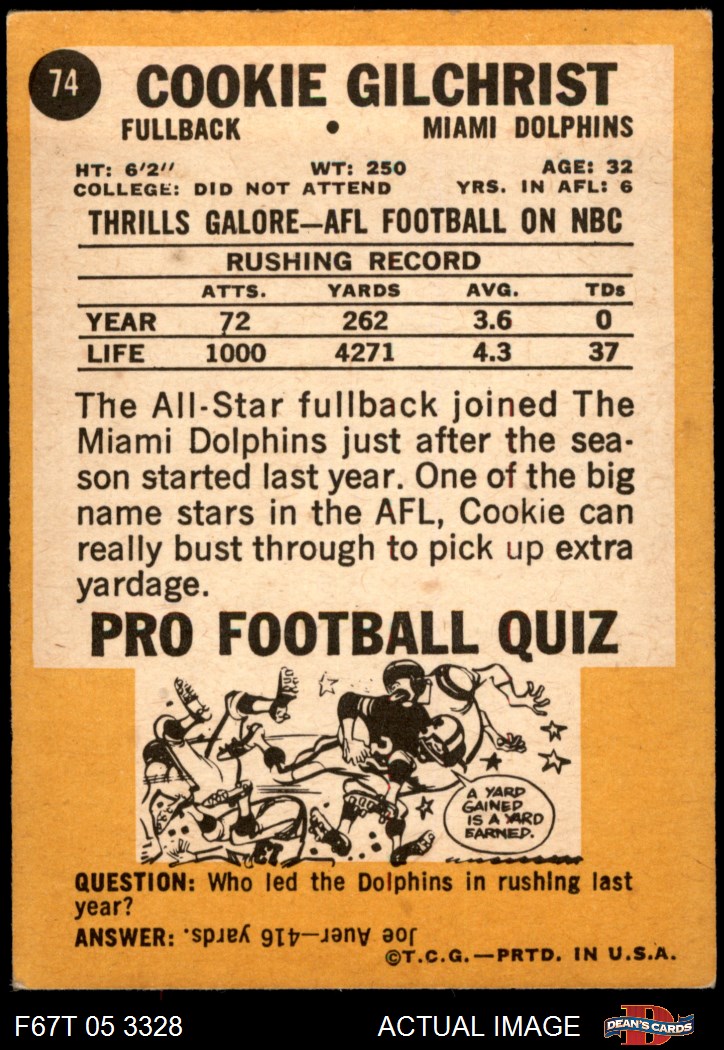 74
COOKIE GILCHRIST
FULLBACK • MIAMI DOLPHINS
HT: 6'2" WT: 250 AGE: 32
COLLEGE: DID NOT ATTEND YRS. IN AFL: 6
THRILLS GALORE—AFL FOOTBALL ON NBC
RUSHING RECORD
ATTS. YARDS AVG. TDs
YEAR 72 262 3.6 0
LIFE 1000 4271 4.3 37
The All-Star fullback joined The
Miami Dolphins just after the sea-
son started last year. One of the big
name stars in the AFL, Cookie can
really bust through to pick up extra
yardage.
PRO FOOTBALL QUIZ
A YARD
GAINED
IS A YARD
EARNED.
QUESTION: Who led the Dolphins in rushing last
year?
ANSWER: Joe Auer—416 yards.
©T.C.G.—PRTD. IN U.S.A.
F67T 05 3328 ACTUAL IMAGE
D
DEAN'S CARDS